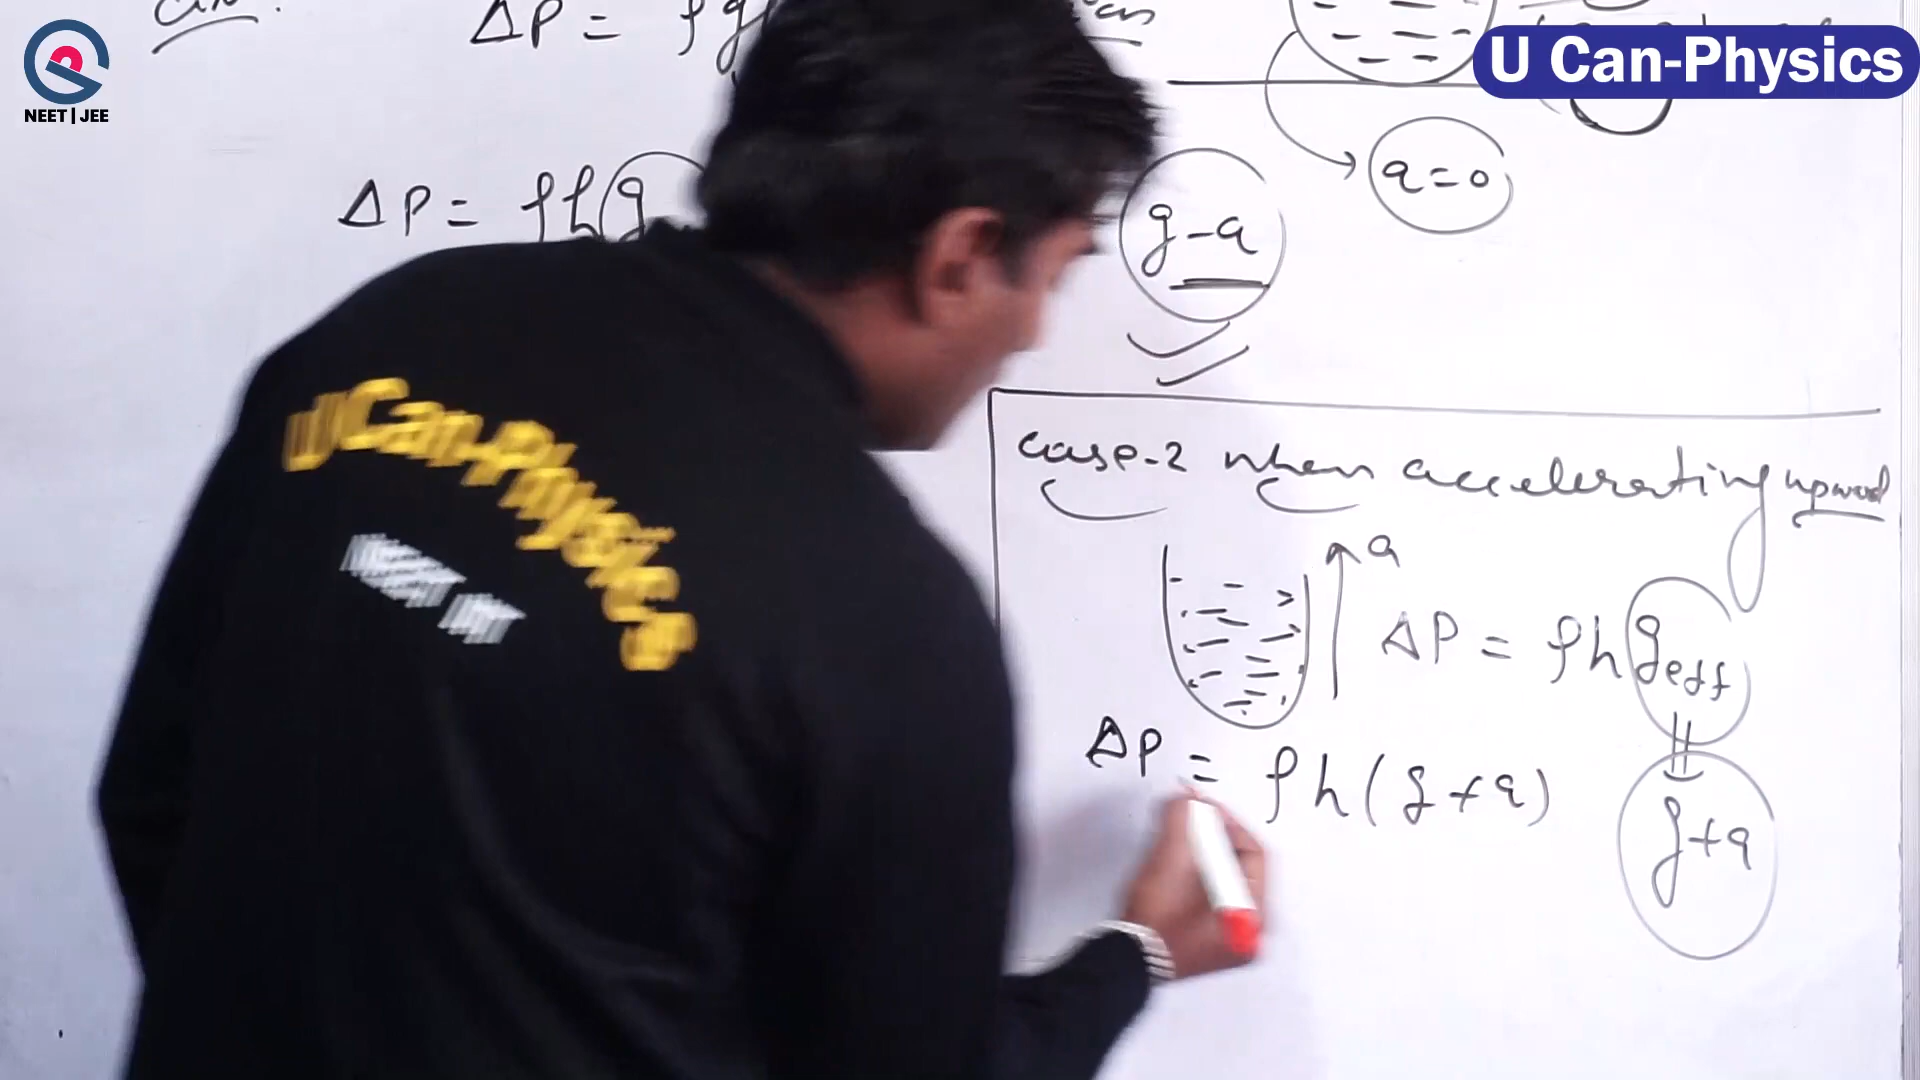 NEET | JEE
U Can-Physics
ΔP = ρg
ΔP = ρh(g
a=0
g-a
UCan-Physics
case-2 when accelerating upward
a
ΔP = ρh geff
ΔP = ρh(g+a)
g+a